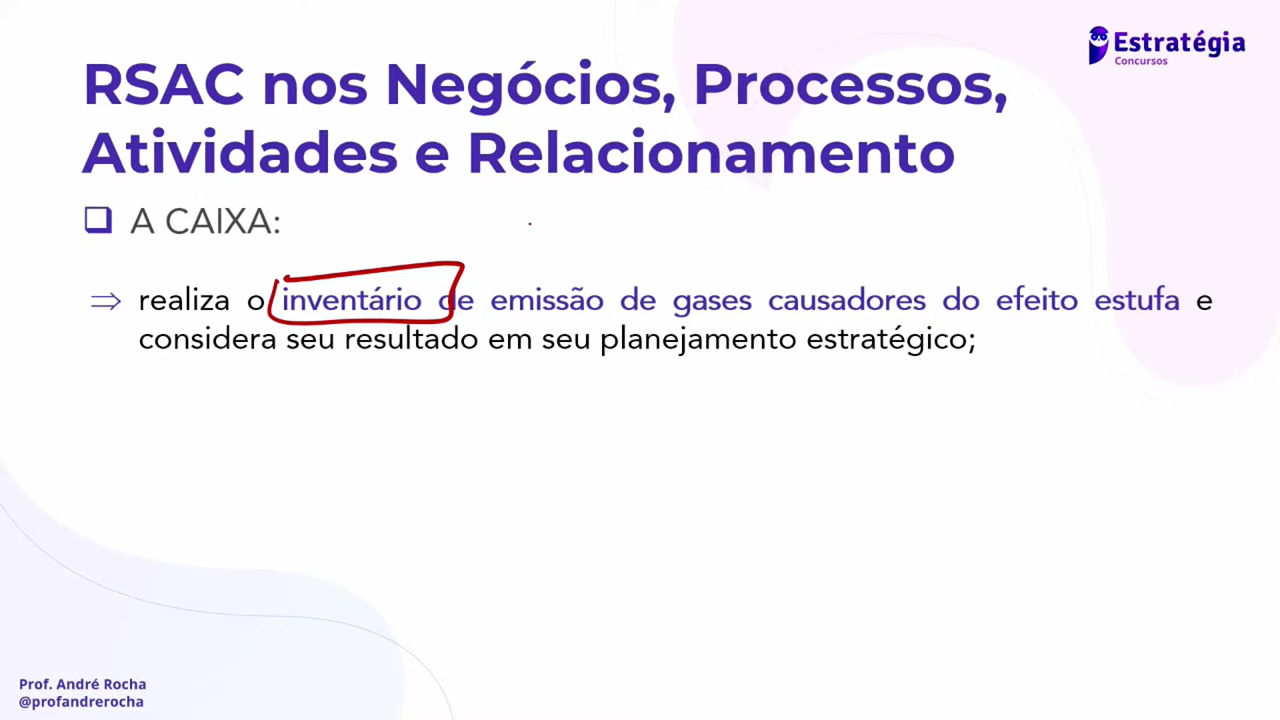 Estratégia
Concursos
RSAC nos Negócios, Processos,
Atividades e Relacionamento
A CAIXA:
realiza o inventário de emissão de gases causadores do efeito estufa e
considera seu resultado em seu planejamento estratégico;
Prof. André Rocha
@profandrerocha